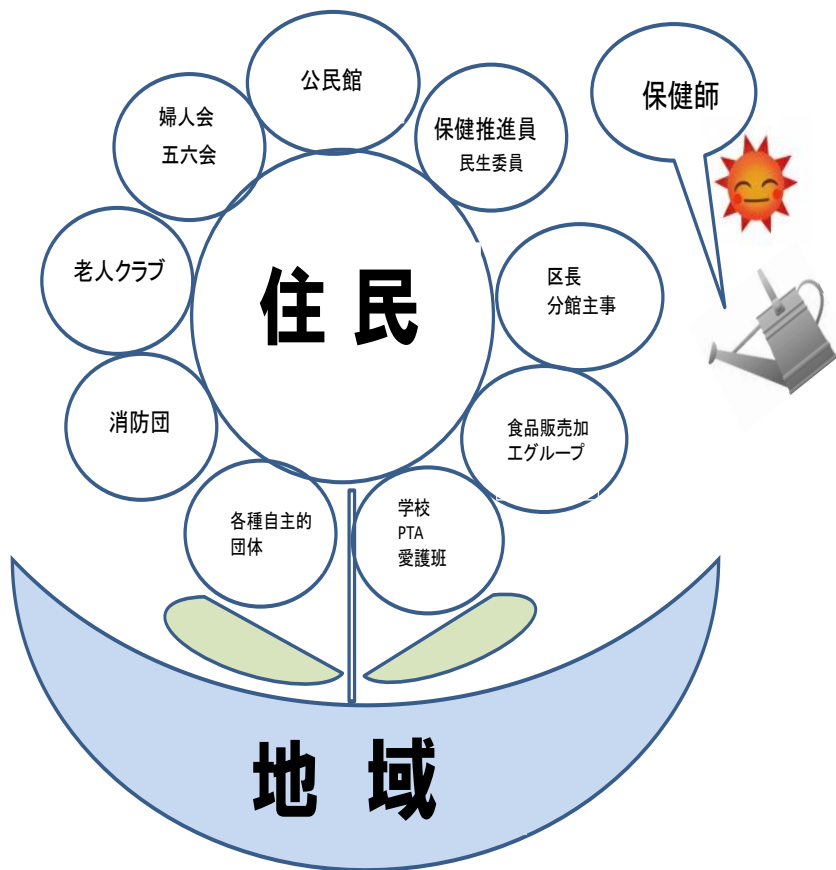 公民館
保健師
婦人会
五六会
保健推進員
民生委員
老人クラブ
住民
区長
分館主事
消防団
食品販売加
工グループ
各種自主的
団体
学校
PTA
愛護班
地域